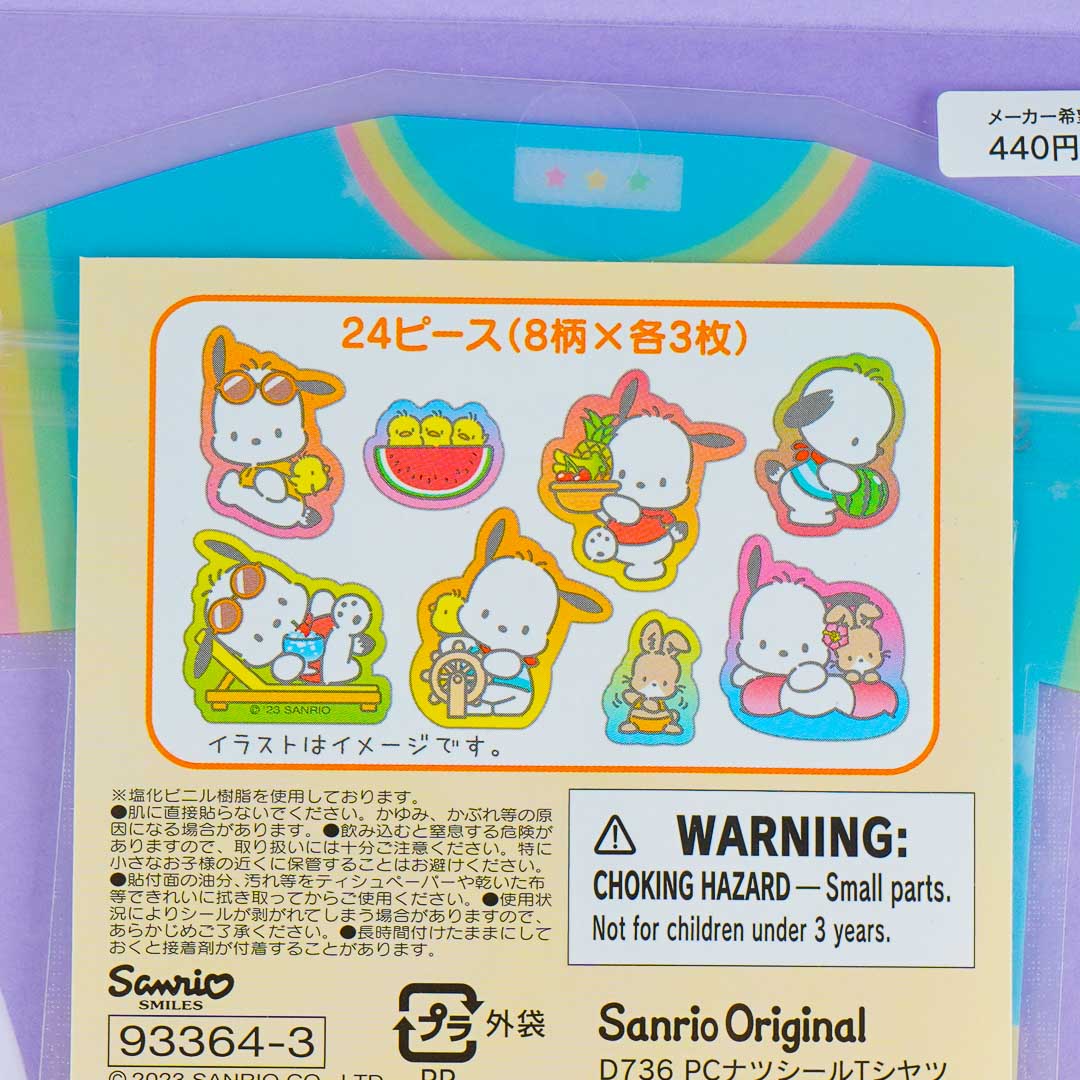 メーカー希望
440円
24ピース(8柄×各3枚)
© '23 SANRIO
イラストはイメージです。
※塩化ビニル樹脂を使用しております。
●肌に直接貼らないでください。かゆみ、かぶれ等の原
因になる場合があります。●飲み込むと窒息する危険が
ありますので、取り扱いには十分ご注意ください。特に
小さなお子様の近くに保管することはお避けください。
●貼付面の油分、汚れ等をティシュペーパーや乾いた布
等できれいに拭き取ってからご使用ください。●使用状
況によりシールが剥がれてしまう場合がありますので、
あらかじめご了承ください。●長時間付けたままにして
おくと接着剤が付着することがあります。
WARNING:
CHOKING HAZARD — Small parts.
Not for children under 3 years.
Sanrio
SMILES
93364-3
プラ 外袋
PP
Sanrio Original
D736 PCナツシールTシャツ
© 2023 SANRIO CO., LTD.